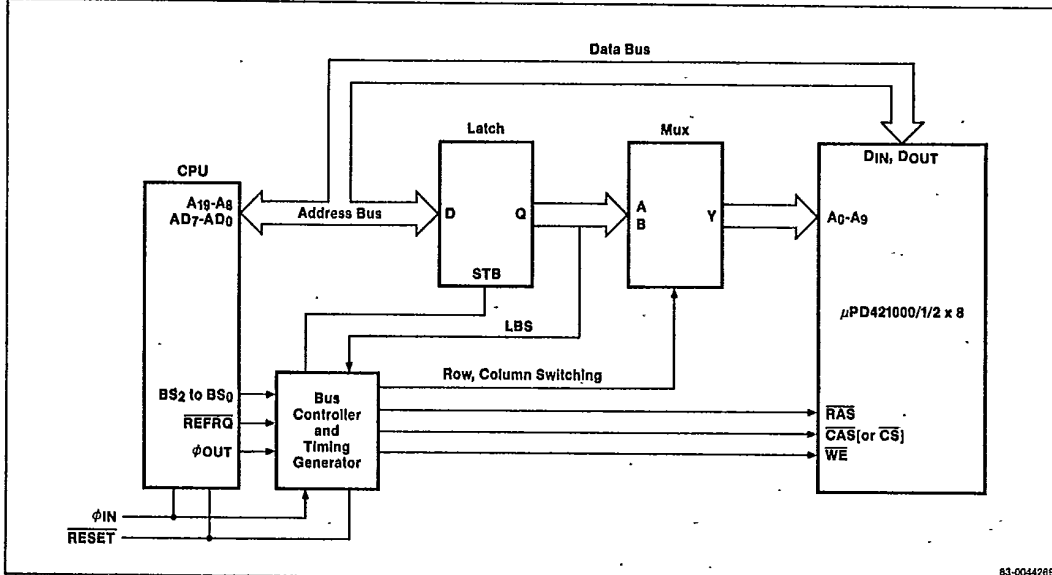 Data Bus
Latch
Mux
CPU
DIN, DOUT
A19-A8
AD7-AD0
Address Bus
D
Q
A
B
Y
A0-A9
STB
μPD421000/1/2 x 8
LBS
Row, Column Switching
BS2 to BS0
REFRQ
ϕOUT
Bus
Controller
and
Timing
Generator
RAS
CAS[or CS]
WE
ϕIN
RESET
83-004426B